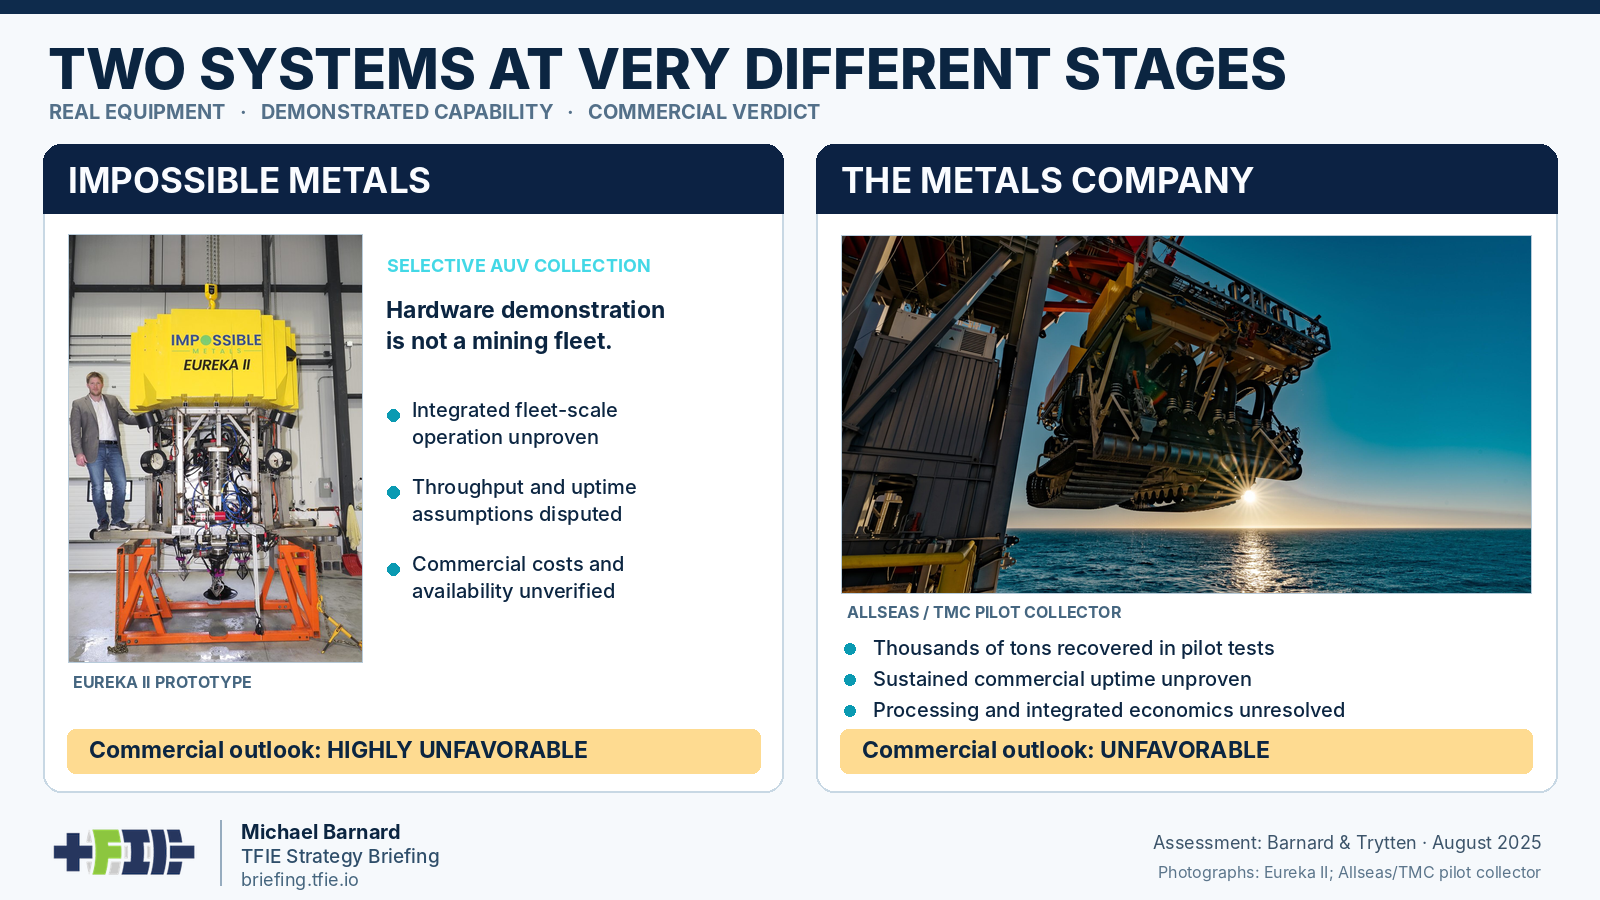 TWO SYSTEMS AT VERY DIFFERENT STAGES
REAL EQUIPMENT · DEMONSTRATED CAPABILITY · COMMERCIAL VERDICT
IMPOSSIBLE METALS
IMPOSSIBLE
METALS
EUREKA II
SELECTIVE AUV COLLECTION
Hardware demonstration
is not a mining fleet.
Integrated fleet-scale
operation unproven
Throughput and uptime
assumptions disputed
Commercial costs and
availability unverified
EUREKA II PROTOTYPE
Commercial outlook: HIGHLY UNFAVORABLE
THE METALS COMPANY
ALLSEAS / TMC PILOT COLLECTOR
Thousands of tons recovered in pilot tests
Sustained commercial uptime unproven
Processing and integrated economics unresolved
Commercial outlook: UNFAVORABLE
TFIE
Michael Barnard
TFIE Strategy Briefing
briefing.tfie.io
Assessment: Barnard & Trytten · August 2025
Photographs: Eureka II; Allseas/TMC pilot collector